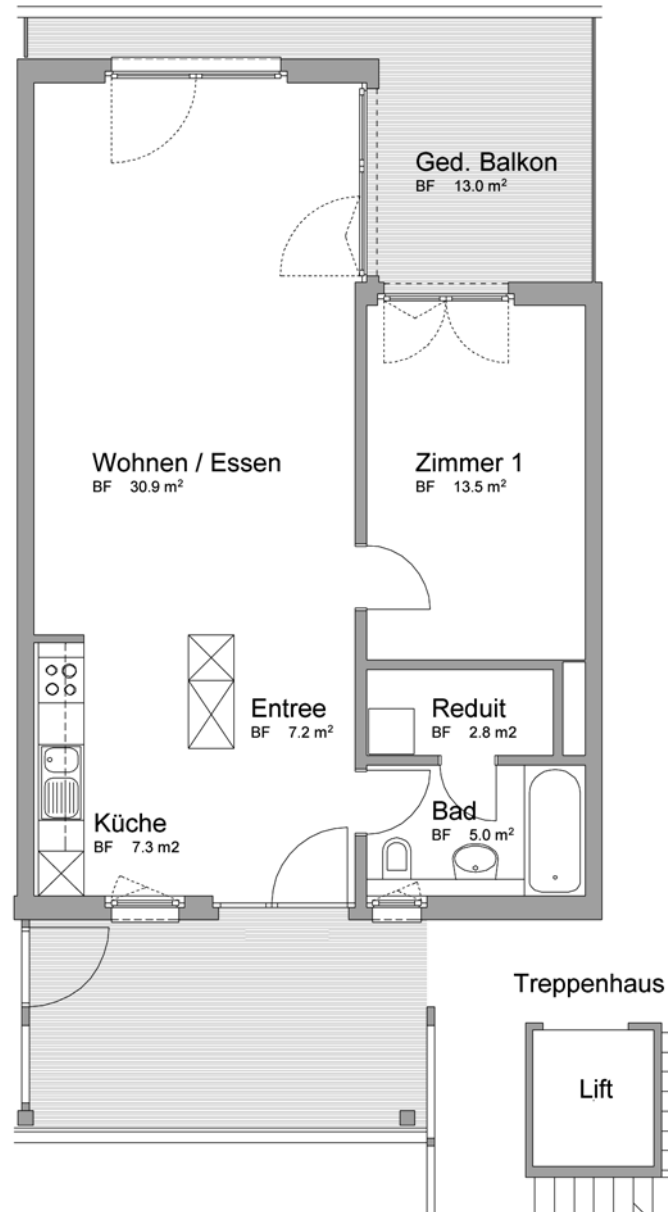 Ged. Balkon
BF 13.0 m²
Wohnen / Essen
BF 30.9 m²
Zimmer 1
BF 13.5 m²
Entree
BF 7.2 m²
Reduit
BF 2.8 m2
Küche
BF 7.3 m2
Bad
BF 5.0 m²
Treppenhaus
Lift